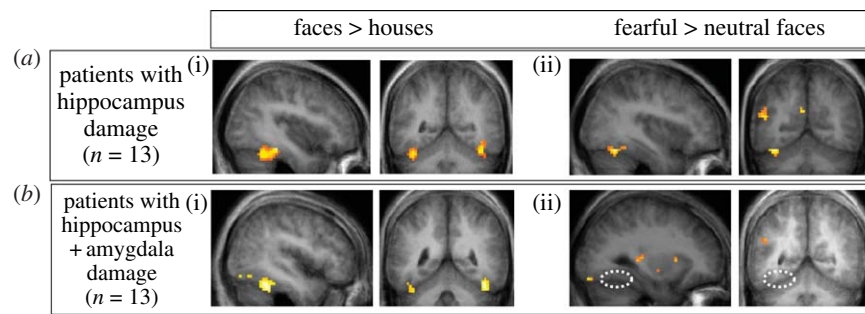 faces > houses
fearful > neutral faces
(a)
patients with
hippocampus
damage
(n = 13)
(i)
(ii)
(b)
patients with
hippocampus
+ amygdala
damage
(n = 13)
(i)
(ii)